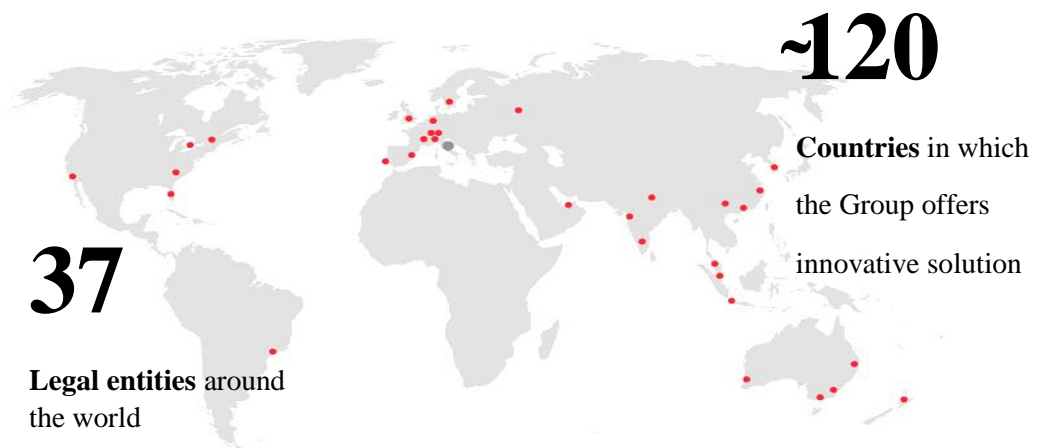 ~120
Countries in which
the Group offers
innovative solution
37
Legal entities around
the world